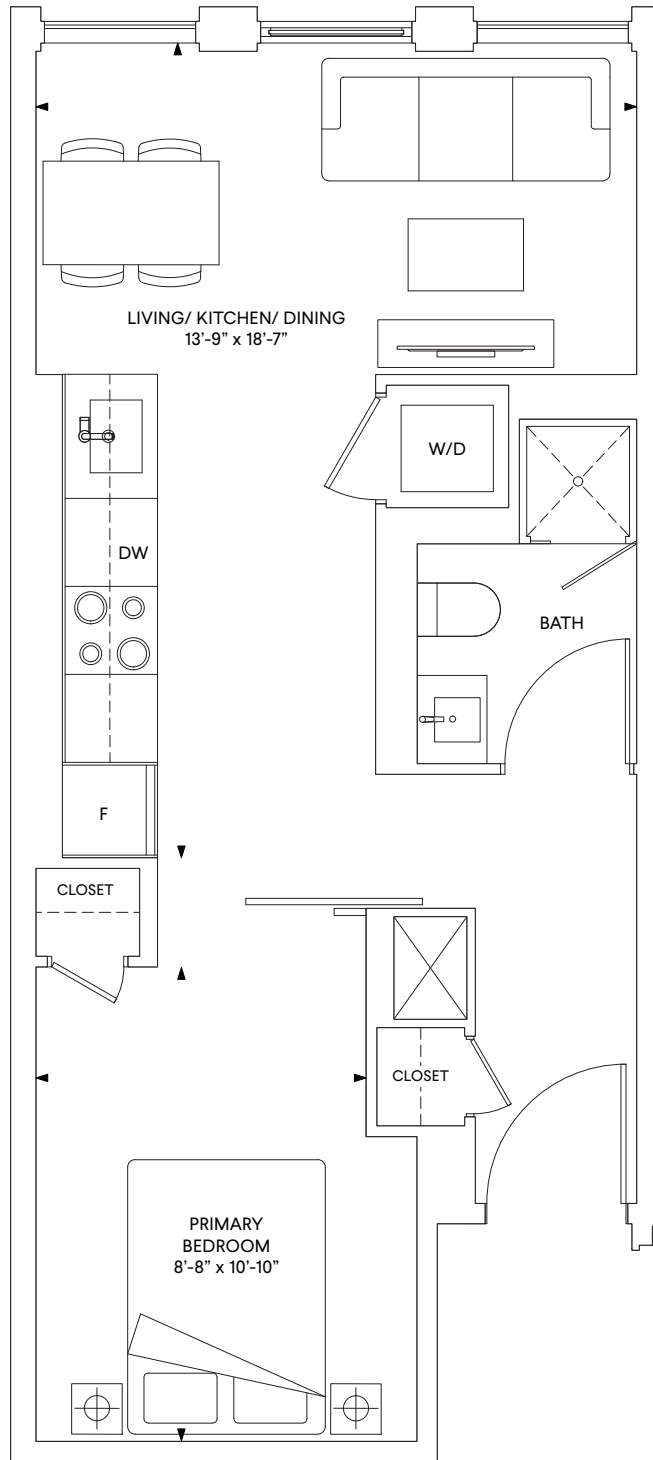 LIVING/ KITCHEN/ DINING
13’-9” x 18’-7”
W/D
DW
BATH
F
CLOSET
CLOSET
PRIMARY
BEDROOM
8’-8” x 10’-10”